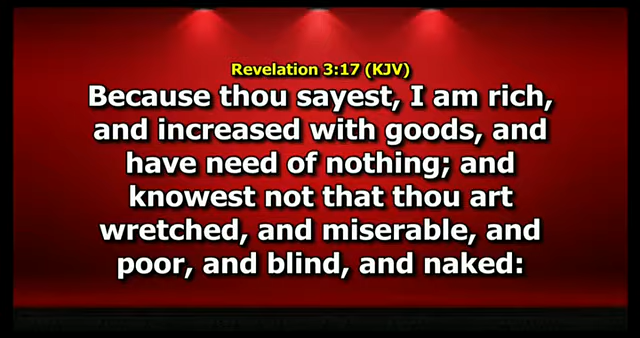 Revelation 3:17 (KJV)
Because thou sayest, I am rich,
and increased with goods, and
have need of nothing; and
knowest not that thou art
wretched, and miserable, and
poor, and blind, and naked: